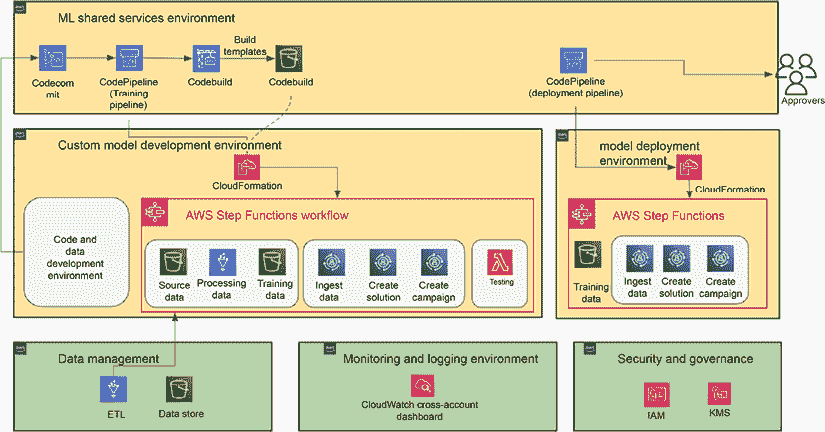 ML shared services environment
Build
templates
Codecom
mit
CodePipeline
(Training
pipeline)
Codebuild
Codebuild
CodePipeline
(deployment pipeline)
Approvers
Custom model development environment
CloudFormation
model deployment
environment
CloudFormation
AWS Step Functions workflow
AWS Step Functions
Code and
data
development
environment
Source
data
Processing
data
Training
data
Ingest
data
Create
solution
Create
campaign
Testing
Training
data
Ingest
data
Create
solution
Create
campaign
Data management
ETL
Data store
Monitoring and logging environment
CloudWatch cross-account
dashboard
Security and governance
IAM
KMS